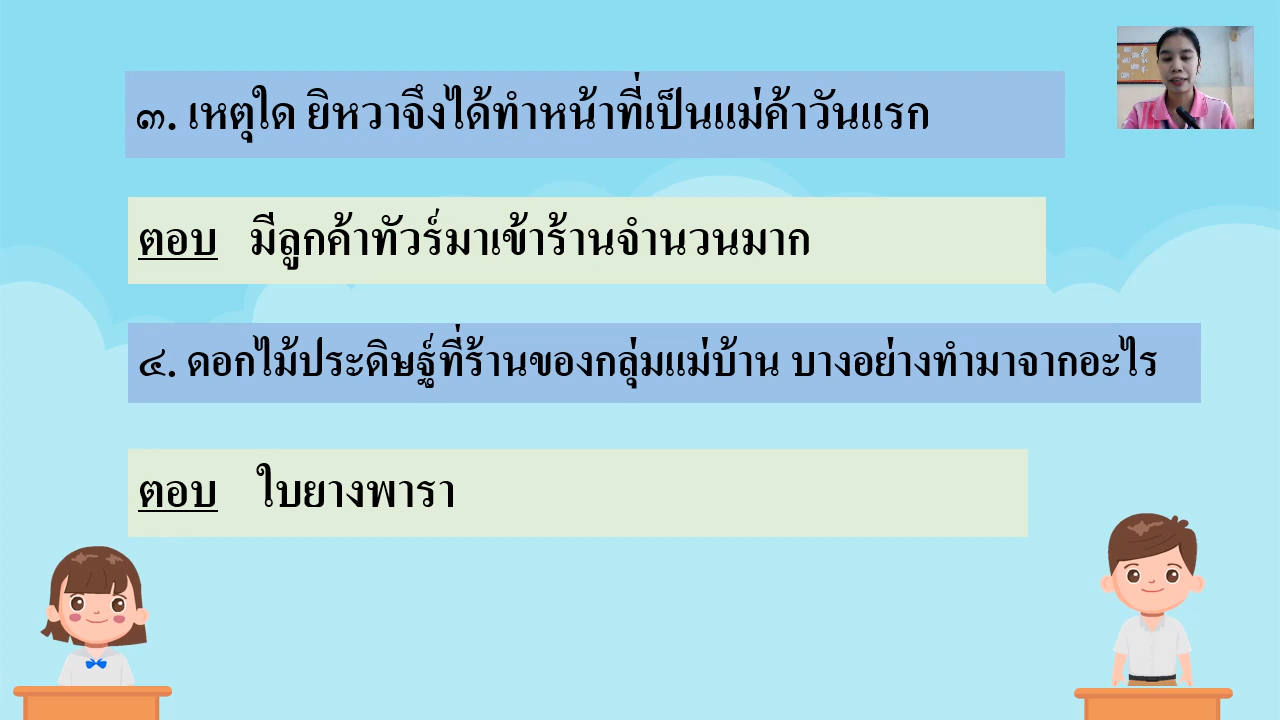 ๓. เหตุใด ยิหวาจึงได้ทำหน้าที่เป็นแม่ค้าวันแรก
ตอบ มีลูกค้าทัวร์มาเข้าร้านจำนวนมาก
๔. ดอกไม้ประดิษฐ์ที่ร้านของกลุ่มแม่บ้าน บางอย่างทำมาจากอะไร
ตอบ ใบยางพารา